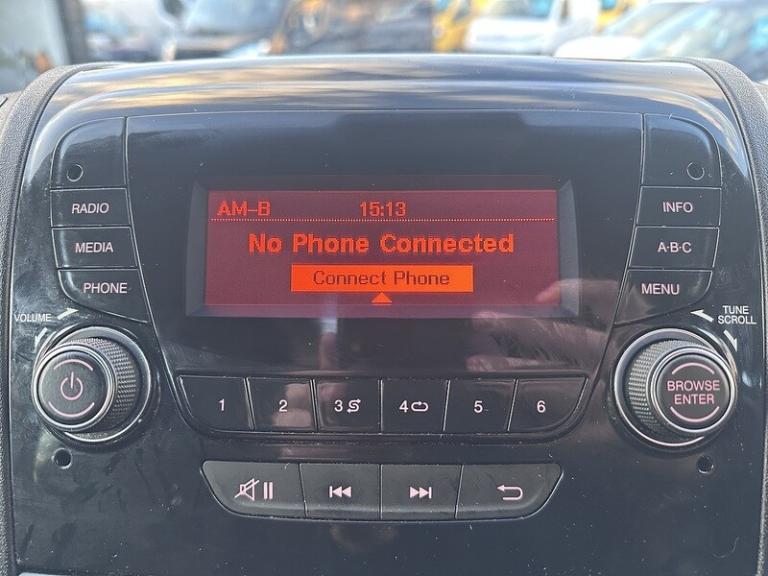 AM-B 15:13
No Phone Connected
Connect Phone
RADIO
MEDIA
PHONE
INFO
A·B·C
MENU
VOLUME
TUNE
SCROLL
BROWSE
ENTER
1 2 3 4 5 6